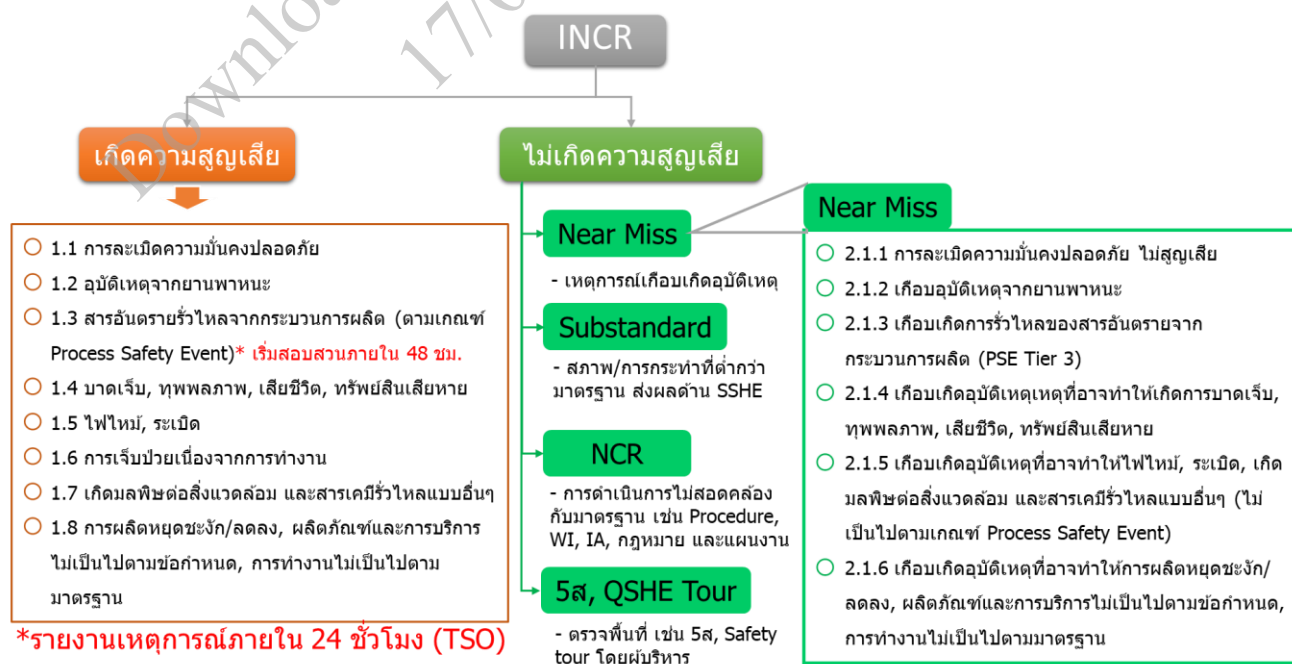 INCR
เกิดความสูญเสีย
1.1 การละเมิดความมั่นคงปลอดภัย
1.2 อุบัติเหตุจากยานพาหนะ
1.3 สารอันตรายรั่วไหลจากกระบวนการผลิต (ตามเกณฑ์
Process Safety Event)* เริ่มสอบสวนภายใน 48 ชม.
1.4 บาดเจ็บ, ทุพพลภาพ, เสียชีวิต, ทรัพย์สินเสียหาย
1.5 ไฟไหม้, ระเบิด
1.6 การเจ็บป่วยเนื่องจากการทำงาน
1.7 เกิดมลพิษต่อสิ่งแวดล้อม และสารเคมีรั่วไหลแบบอื่นๆ
1.8 การผลิตหยุดชะงัก/ลดลง, ผลิตภัณฑ์และการบริการ
ไม่เป็นไปตามข้อกำหนด, การทำงานไม่เป็นไปตาม
มาตรฐาน
*รายงานเหตุการณ์ภายใน 24 ชั่วโมง (TSO)
ไม่เกิดความสูญเสีย
Near Miss
- เหตุการณ์เกือบเกิดอุบัติเหตุ
Substandard
- สภาพ/การกระทำที่ต่ำกว่า
มาตรฐาน ส่งผลด้าน SSHE
NCR
- การดำเนินการไม่สอดคล้อง
กับมาตรฐาน เช่น Procedure,
WI, IA, กฎหมาย และแผนงาน
5ส, QSHE Tour
- ตรวจพื้นที่ เช่น 5ส, Safety
tour โดยผู้บริหาร
Near Miss
2.1.1 การละเมิดความมั่นคงปลอดภัย ไม่สูญเสีย
2.1.2 เกือบอุบัติเหตุจากยานพาหนะ
2.1.3 เกือบเกิดการรั่วไหลของสารอันตรายจาก
กระบวนการผลิต (PSE Tier 3)
2.1.4 เกือบเกิดอุบัติเหตุเหตุที่อาจทำให้เกิดการบาดเจ็บ,
ทุพพลภาพ, เสียชีวิต, ทรัพย์สินเสียหาย
2.1.5 เกือบเกิดอุบัติเหตุที่อาจทำให้ไฟไหม้, ระเบิด, เกิด
มลพิษต่อสิ่งแวดล้อม และสารเคมีรั่วไหลแบบอื่นๆ (ไม่
เป็นไปตามเกณฑ์ Process Safety Event)
2.1.6 เกือบเกิดอุบัติเหตุที่อาจทำให้การผลิตหยุดชะงัก/
ลดลง, ผลิตภัณฑ์และการบริการไม่เป็นไปตามข้อกำหนด,
การทำงานไม่เป็นไปตามมาตรฐาน